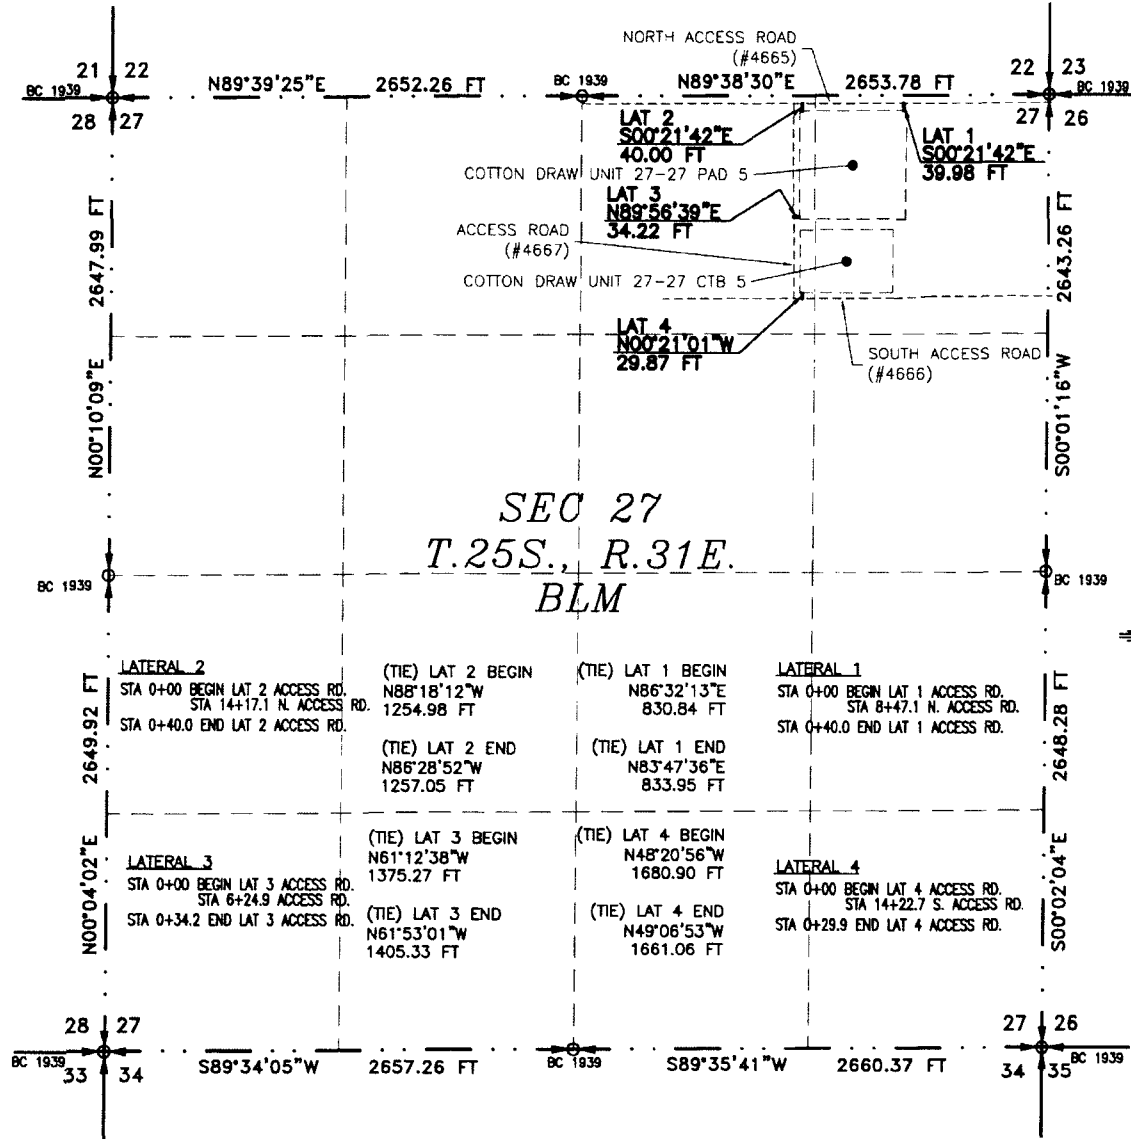 NORTH ACCESS ROAD
(#4665)
21 22
N89°39'25"E 2652.26 FT
BC 1939
N89°38'30"E 2653.78 FT
22 23
BC 1939
BC 1939
28 27
27 26
LAT 2
S00°21'42"E
40.00 FT
LAT 1
S00°21'42"E
39.98 FT
COTTON DRAW UNIT 27-27 PAD 5
LAT 3
N89°56'39"E
34.22 FT
ACCESS ROAD
(#4667)
COTTON DRAW UNIT 27-27 CTB 5
LAT 4
N00°21'01"W
29.87 FT
SOUTH ACCESS ROAD
(#4666)
2647.99 FT
N00°10'09"E
2643.26 FT
S00°01'16"W
SEC 27
T.25S., R.31E.
BLM
BC 1939
BC 1939
LATERAL 2
STA 0+00 BEGIN LAT 2 ACCESS RD.
STA 14+17.1 N. ACCESS RD.
STA 0+40.0 END LAT 2 ACCESS RD.
(TIE) LAT 2 BEGIN
N88°18'12"W
1254.98 FT
(TIE) LAT 2 END
N86°28'52"W
1257.05 FT
(TIE) LAT 1 BEGIN
N86°32'13"E
830.84 FT
(TIE) LAT 1 END
N83°47'36"E
833.95 FT
LATERAL 1
STA 0+00 BEGIN LAT 1 ACCESS RD.
STA 8+47.1 N. ACCESS RD.
STA 0+40.0 END LAT 1 ACCESS RD.
2649.92 FT
N00°04'02"E
2648.28 FT
S00°02'04"E
LATERAL 3
STA 0+00 BEGIN LAT 3 ACCESS RD.
STA 6+24.9 ACCESS RD.
STA 0+34.2 END LAT 3 ACCESS RD.
(TIE) LAT 3 BEGIN
N61°12'38"W
1375.27 FT
(TIE) LAT 3 END
N61°53'01"W
1405.33 FT
(TIE) LAT 4 BEGIN
N48°20'56"W
1680.90 FT
(TIE) LAT 4 END
N49°06'53"W
1661.06 FT
LATERAL 4
STA 0+00 BEGIN LAT 4 ACCESS RD.
STA 14+22.7 S. ACCESS RD.
STA 0+29.9 END LAT 4 ACCESS RD.
28 27
27 26
BC 1939
33 34
S89°34'05"W 2657.26 FT
BC 1939
S89°35'41"W 2660.37 FT
34 35
BC 1939